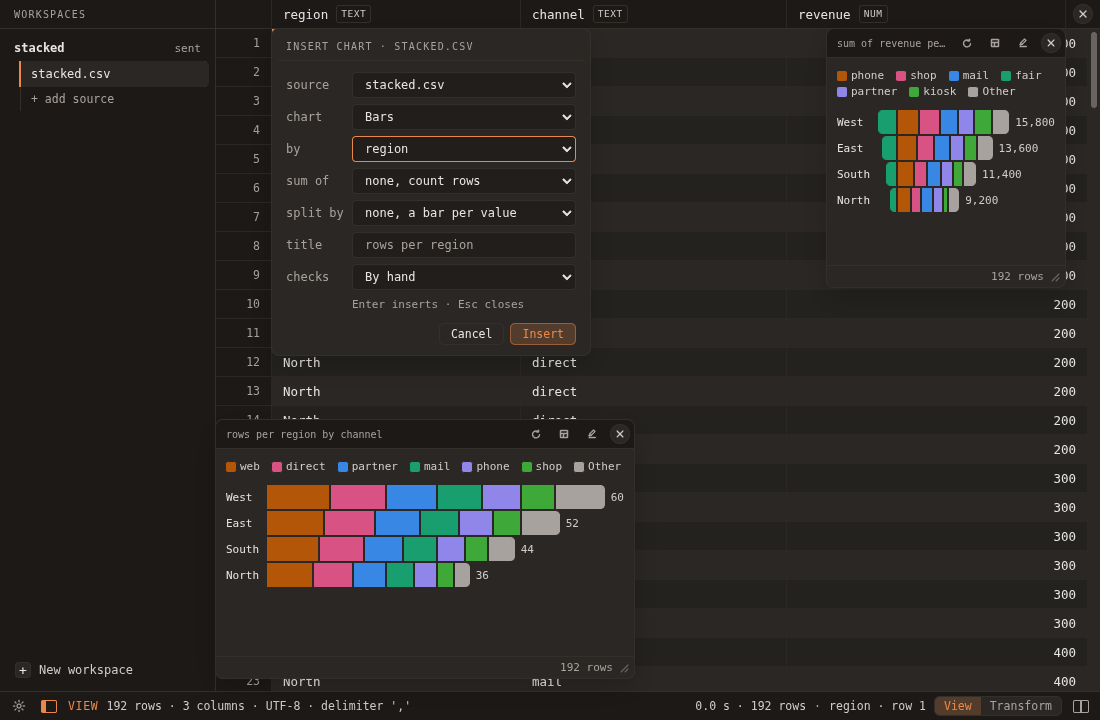 WORKSPACES
region TEXT
channel TEXT
revenue NUM
stacked sent
stacked.csv
+ add source
+ New workspace
1
2
3
4
5
6
7
8
9
10
11
12
13
INSERT CHART · STACKED.CSV
source stacked.csv
chart Bars
by region
sum of none, count rows
split by none, a bar per value
title rows per region
checks By hand
Enter inserts · Esc closes
Cancel Insert
sum of revenue pe…
phone shop mail fair
partner kiosk Other
West 15,800
East 13,600
South 11,400
North 9,200
192 rows
200
200
North direct 200
North direct 200
200
200
300
300
300
300
300
300
400
23 North mail 400
rows per region by channel
web direct partner mail phone shop Other
West 60
East 52
South 44
North 36
192 rows
VIEW 192 rows · 3 columns · UTF-8 · delimiter ','
0.0 s · 192 rows · region · row 1 View Transform